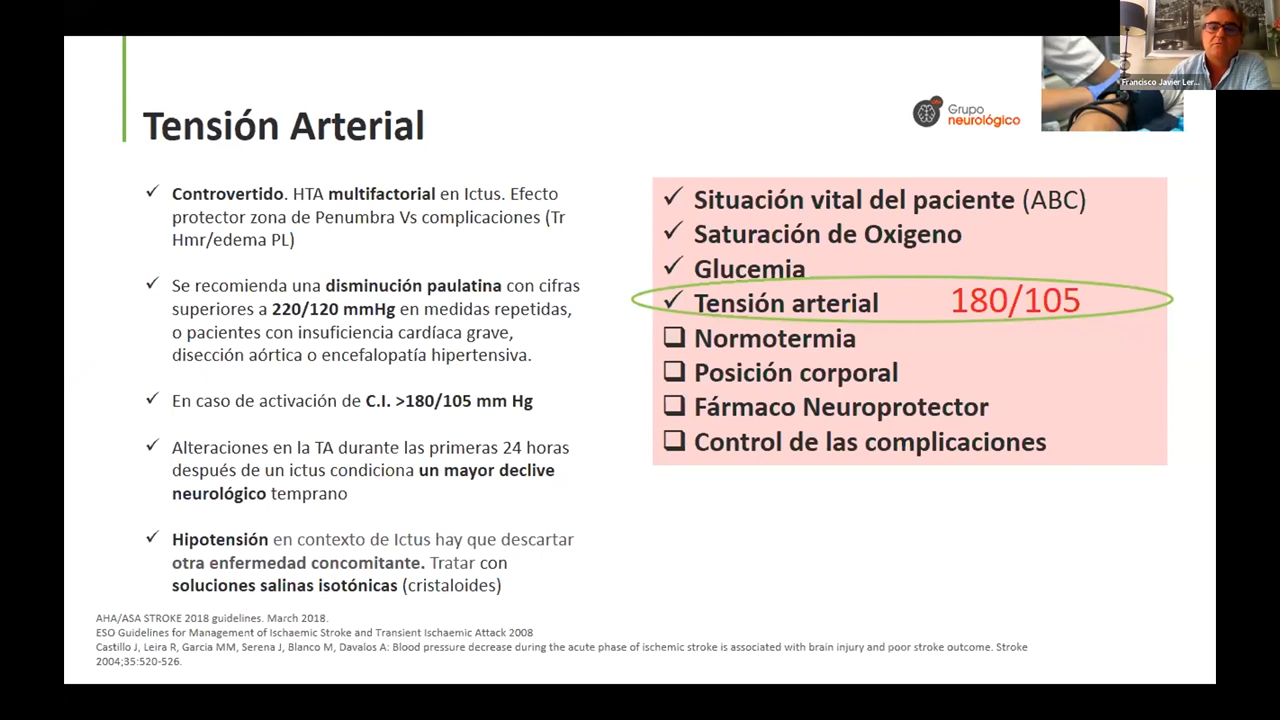 Francisco Javier Ler...
Grupo
neurológico
Tensión Arterial
Controvertido. HTA multifactorial en Ictus. Efecto
protector zona de Penumbra Vs complicaciones (Tr
Hmr/edema PL)
Se recomienda una disminución paulatina con cifras
superiores a 220/120 mmHg en medidas repetidas,
o pacientes con insuficiencia cardíaca grave,
disección aórtica o encefalopatía hipertensiva.
En caso de activación de C.I. >180/105 mm Hg
Alteraciones en la TA durante las primeras 24 horas
después de un ictus condiciona un mayor declive
neurológico temprano
Hipotensión en contexto de Ictus hay que descartar
otra enfermedad concomitante. Tratar con
soluciones salinas isotónicas (cristaloides)
Situación vital del paciente (ABC)
Saturación de Oxigeno
Glucemia
Tensión arterial 180/105
Normotermia
Posición corporal
Fármaco Neuroprotector
Control de las complicaciones
AHA/ASA STROKE 2018 guidelines. March 2018.
ESO Guidelines for Management of Ischaemic Stroke and Transient Ischaemic Attack 2008
Castillo J, Leira R, Garcia MM, Serena J, Blanco M, Davalos A: Blood pressure decrease during the acute phase of ischemic stroke is associated with brain injury and poor stroke outcome. Stroke
2004;35:520-526.